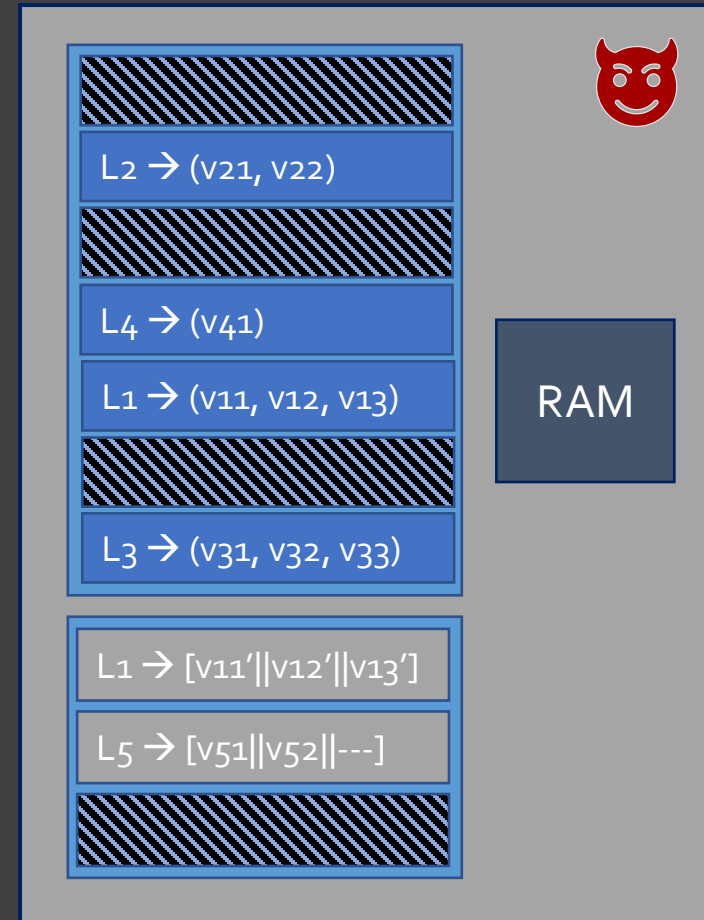 L2 → (v21, v22)
L4 → (v41)
L1 → (v11, v12, v13)
RAM
L3 → (v31, v32, v33)
L1 → [v11′||v12′||v13′]
L5 → [v51||v52||---]